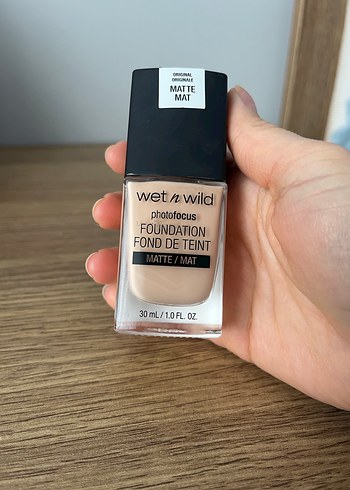 ORIGINAL
ORIGINALE
MATTE
MAT
wet n wild
photofocus
FOUNDATION
FOND DE TEINT
MATTE / MAT
30 mL / 1.0 FL. OZ.